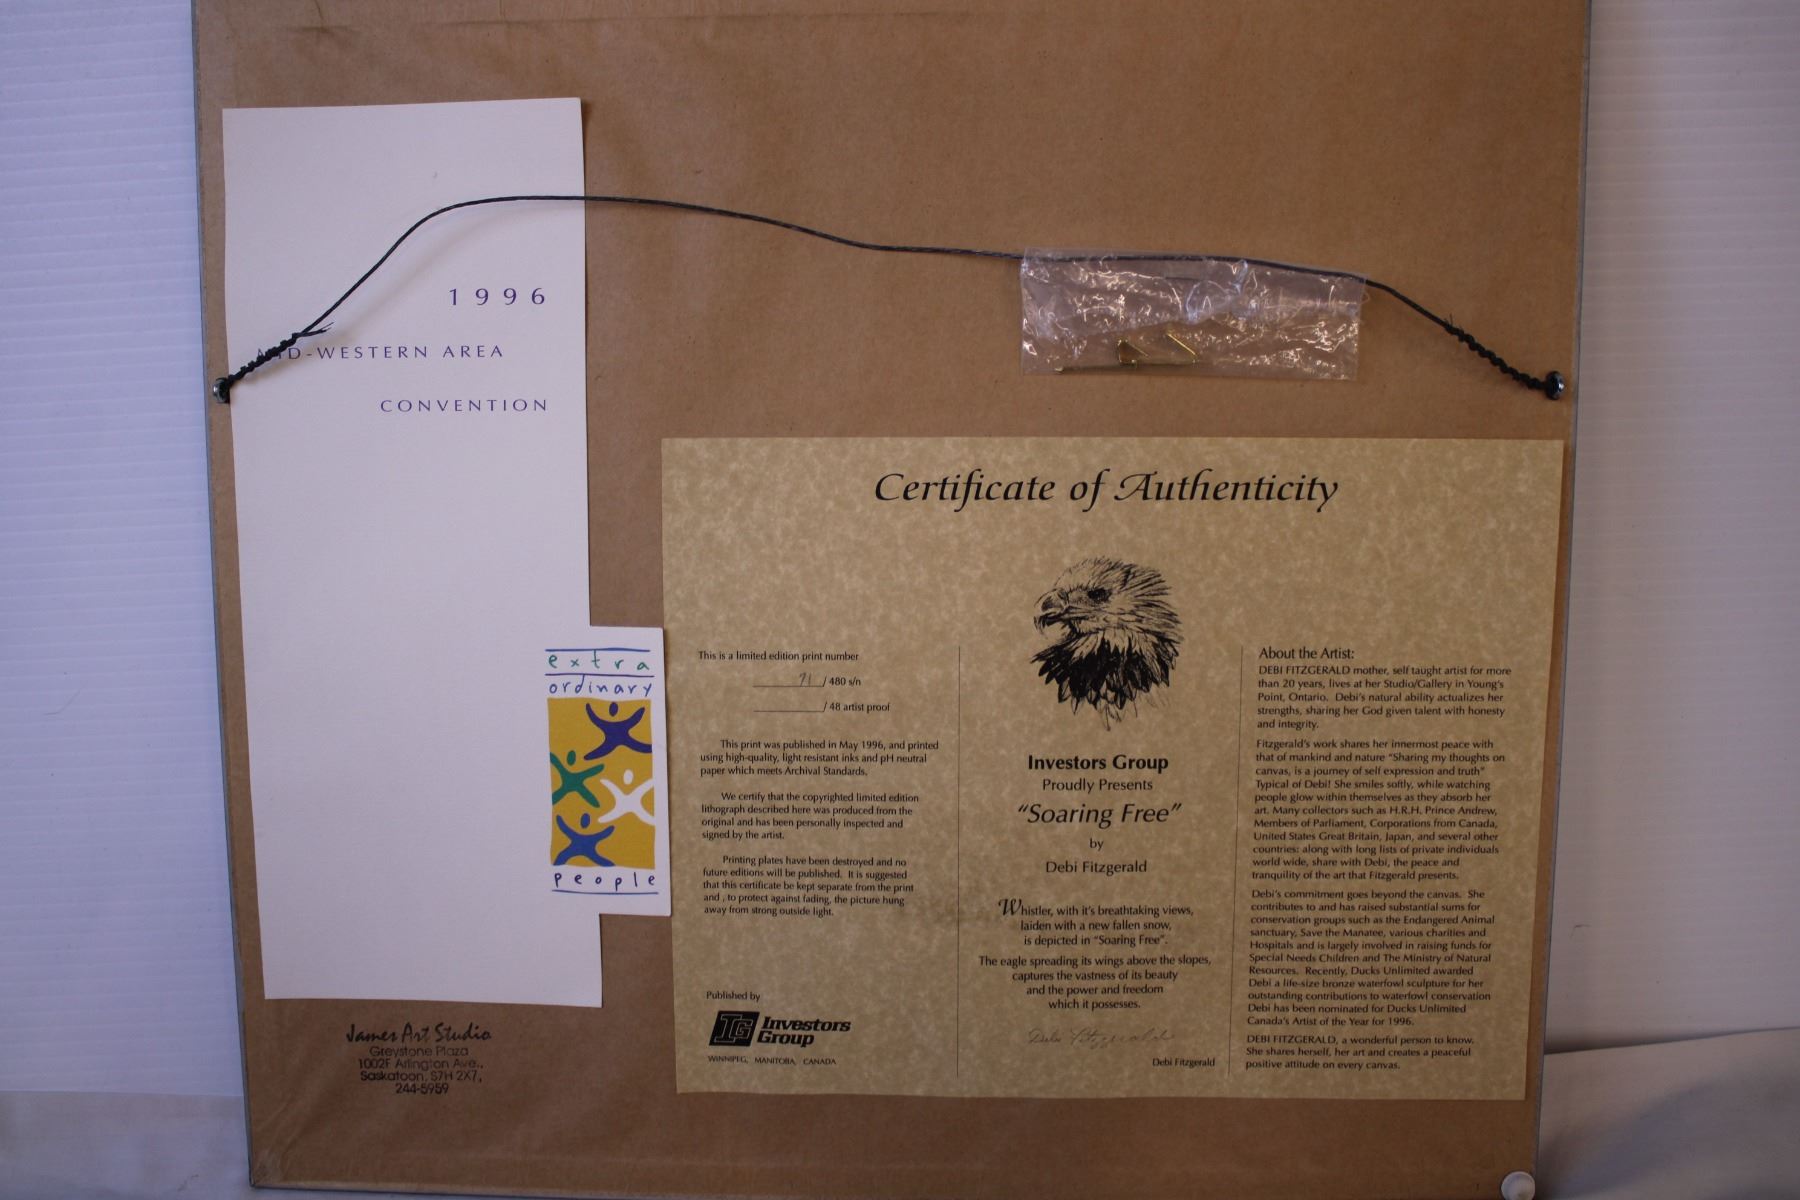 1996
MID-WESTERN AREA
CONVENTION
extra
ordinary
people
James Art Studio
Greystone Plaza
1002F Arlington Ave.,
Saskatoon, S7H 2X7,
244-5959
Certificate of Authenticity
This is a limited edition print number
91 / 480 s/n
/ 48 artist proof
This print was published in May 1996, and printed
using high-quality, light resistant inks and pH neutral
paper which meets Archival Standards.
We certify that the copyrighted limited edition
lithograph described here was produced from the
original and has been personally inspected and
signed by the artist.
Printing plates have been destroyed and no
future editions will be published. It is suggested
that this certificate be kept separate from the print
and , to protect against fading, the picture hung
away from strong outside light.
Published by
IG Investors
Group
WINNIPEG, MANITOBA, CANADA
Investors Group
Proudly Presents
"Soaring Free"
by
Debi Fitzgerald
Whistler, with it's breathtaking views,
laiden with a new fallen snow,
is depicted in "Soaring Free".
The eagle spreading its wings above the slopes,
captures the vastness of its beauty
and the power and freedom
which it possesses.
Debi Fitzgerald
Debi Fitzgerald
About the Artist:
DEBI FITZGERALD mother, self taught artist for more
than 20 years, lives at her Studio/Gallery in Young's
Point, Ontario. Debi's natural ability actualizes her
strengths, sharing her God given talent with honesty
and integrity.
Fitzgerald's work shares her innermost peace with
that of mankind and nature "Sharing my thoughts on
canvas, is a journey of self expression and truth"
Typical of Debi! She smiles softly, while watching
people glow within themselves as they absorb her
art. Many collectors such as H.R.H. Prince Andrew,
Members of Parliament, Corporations from Canada,
United States Great Britain, Japan, and several other
countries: along with long lists of private individuals
world wide, share with Debi, the peace and
tranquility of the art that Fitzgerald presents.
Debi's commitment goes beyond the canvas. She
contributes to and has raised substantial sums for
conservation groups such as the Endangered Animal
sanctuary, Save the Manatee, various charities and
Hospitals and is largely involved in raising funds for
Special Needs Children and The Ministry of Natural
Resources. Recently, Ducks Unlimited awarded
Debi a life-size bronze waterfowl sculpture for her
outstanding contributions to waterfowl conservation
Debi has been nominated for Ducks Unlimited
Canada's Artist of the Year for 1996.
DEBI FITZGERALD, a wonderful person to know.
She shares herself, her art and creates a peaceful
positive attitude on every canvas.